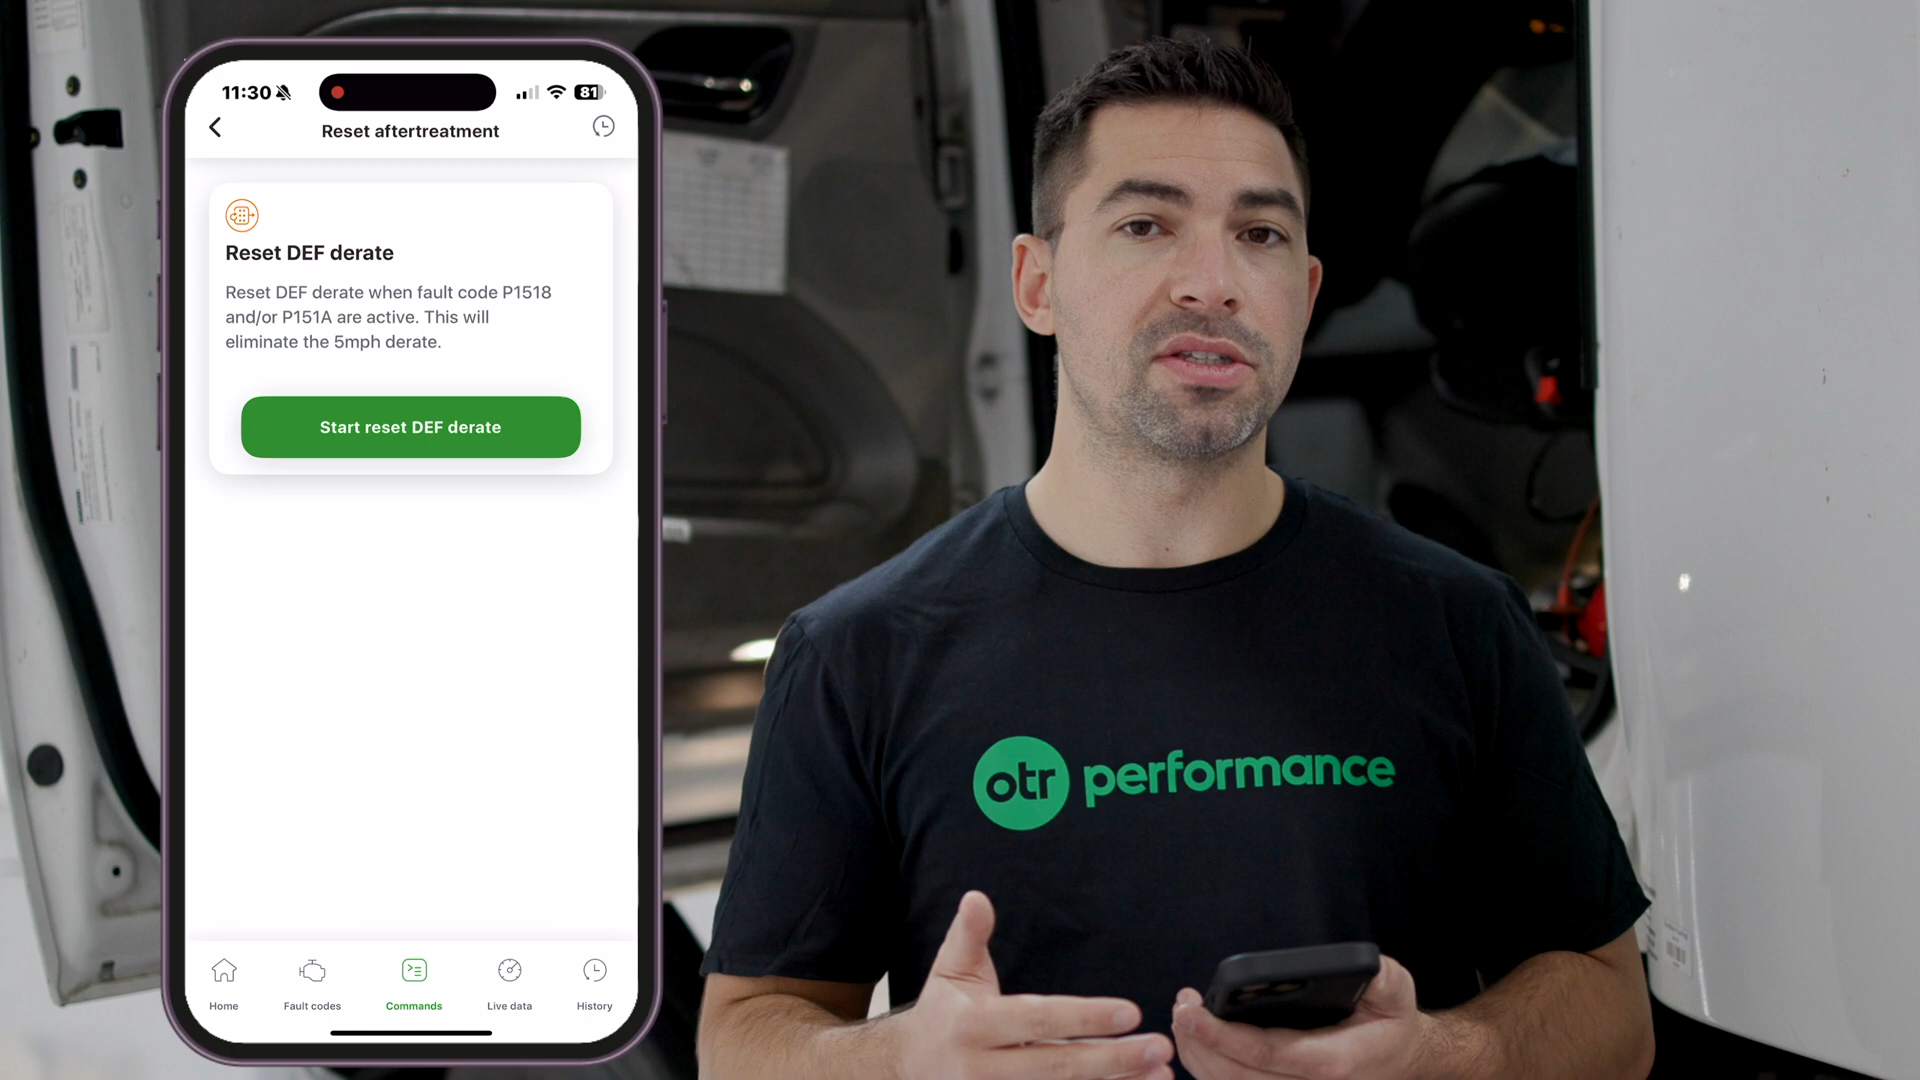 11:30
81
Reset aftertreatment
Reset DEF derate
Reset DEF derate when fault code P1518
and/or P151A are active. This will
eliminate the 5mph derate.
Start reset DEF derate
Home
Fault codes
Commands
Live data
History
otr performance